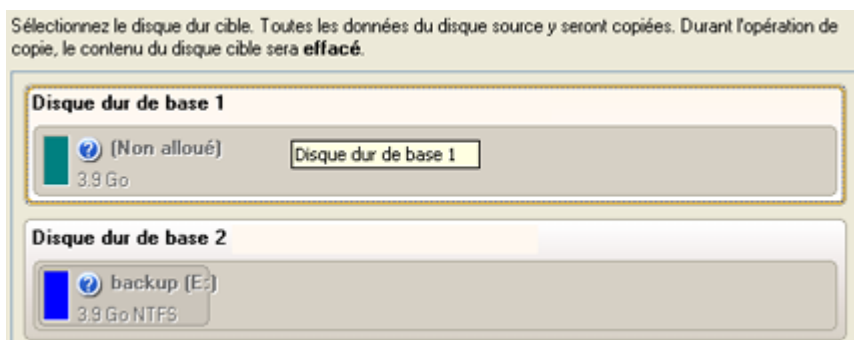 Sélectionnez le disque dur cible. Toutes les données du disque source y seront copiées. Durant l'opération de
copie, le contenu du disque cible sera effacé.
Disque dur de base 1
(Non alloué)
Disque dur de base 1
3.9 Go
Disque dur de base 2
backup (E:)
3.9 Go NTFS